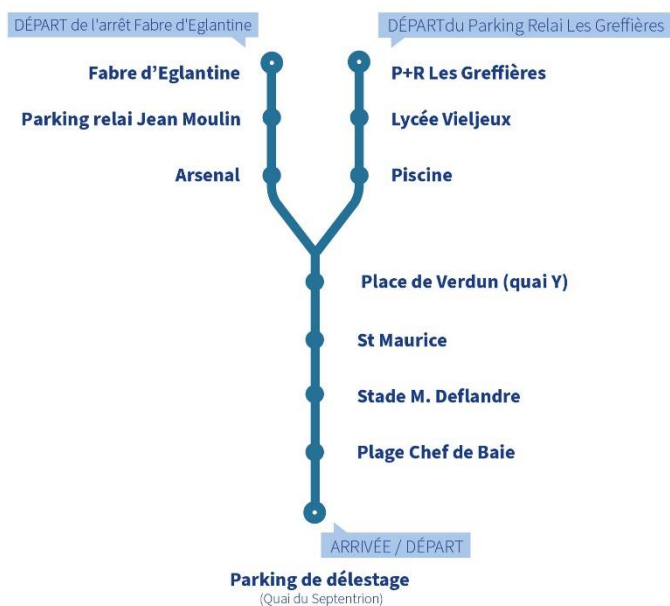 DÉPART de l'arrêt Fabre d'Eglantine
DÉPARTdu Parking Relai Les Greffières
Fabre d'Eglantine
P+R Les Greffières
Parking relai Jean Moulin
Lycée Vieljeux
Arsenal
Piscine
Place de Verdun (quai Y)
St Maurice
Stade M. Deflandre
Plage Chef de Baie
ARRIVÉE / DÉPART
Parking de délestage
(Quai du Septentrion)